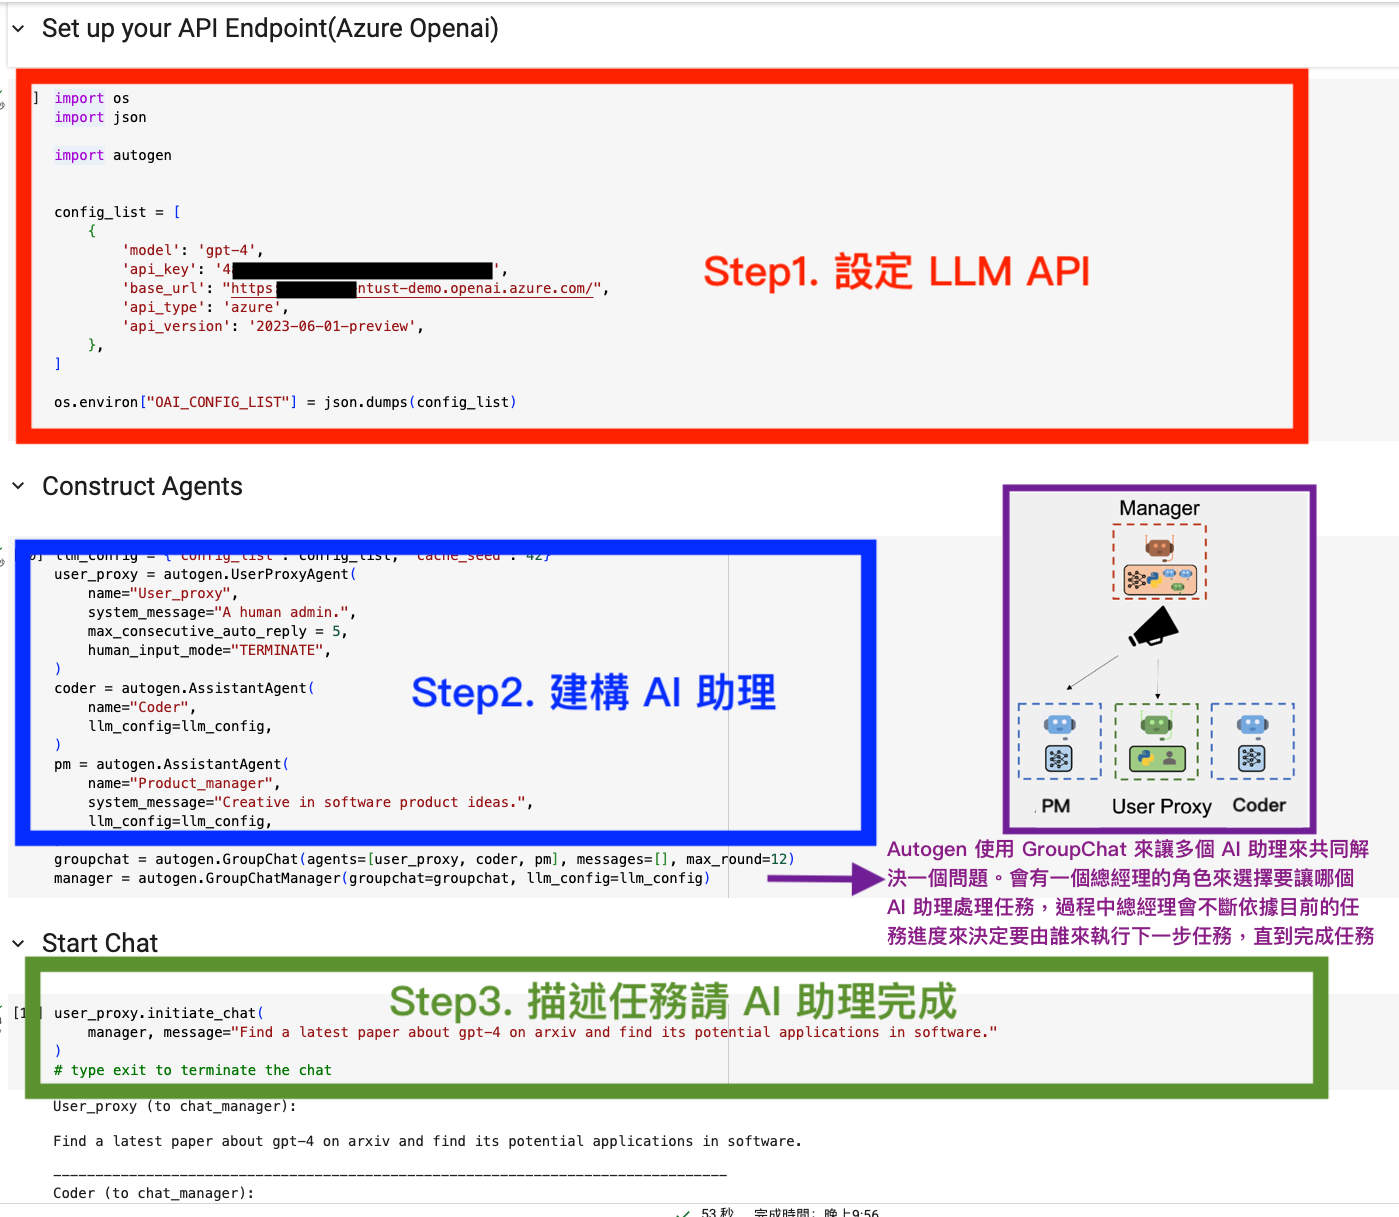 Set up your API Endpoint(Azure Openai)
] import os
import json
import autogen
config_list = [
{
'model': 'gpt-4',
'api_key': '4 ',
'base_url': "https ntust-demo.openai.azure.com/",
'api_type': 'azure',
'api_version': '2023-06-01-preview',
},
]
os.environ["OAI_CONFIG_LIST"] = json.dumps(config_list)
Step1. 設定 LLM API
Construct Agents
llm_config = {"config_list": config_list, "cache_seed": 42}
user_proxy = autogen.UserProxyAgent(
name="User_proxy",
system_message="A human admin.",
max_consecutive_auto_reply = 5,
human_input_mode="TERMINATE",
)
coder = autogen.AssistantAgent(
name="Coder",
llm_config=llm_config,
)
pm = autogen.AssistantAgent(
name="Product_manager",
system_message="Creative in software product ideas.",
llm_config=llm_config,
Step2. 建構 AI 助理
groupchat = autogen.GroupChat(agents=[user_proxy, coder, pm], messages=[], max_round=12)
manager = autogen.GroupChatManager(groupchat=groupchat, llm_config=llm_config)
Manager
PM User Proxy Coder
Autogen 使用 GroupChat 來讓多個 AI 助理來共同解
決一個問題。會有一個總經理的角色來選擇要讓哪個
AI 助理處理任務，過程中總經理會不斷依據目前的任
務進度來決定要由誰來執行下一步任務，直到完成任務
Start Chat
Step3. 描述任務請 AI 助理完成
[1 user_proxy.initiate_chat(
manager, message="Find a latest paper about gpt-4 on arxiv and find its potential applications in software."
)
# type exit to terminate the chat
User_proxy (to chat_manager):
Find a latest paper about gpt-4 on arxiv and find its potential applications in software.
--------------------------------------------------------------------------------
Coder (to chat_manager):
53 秒 完成時間：晚上9:56